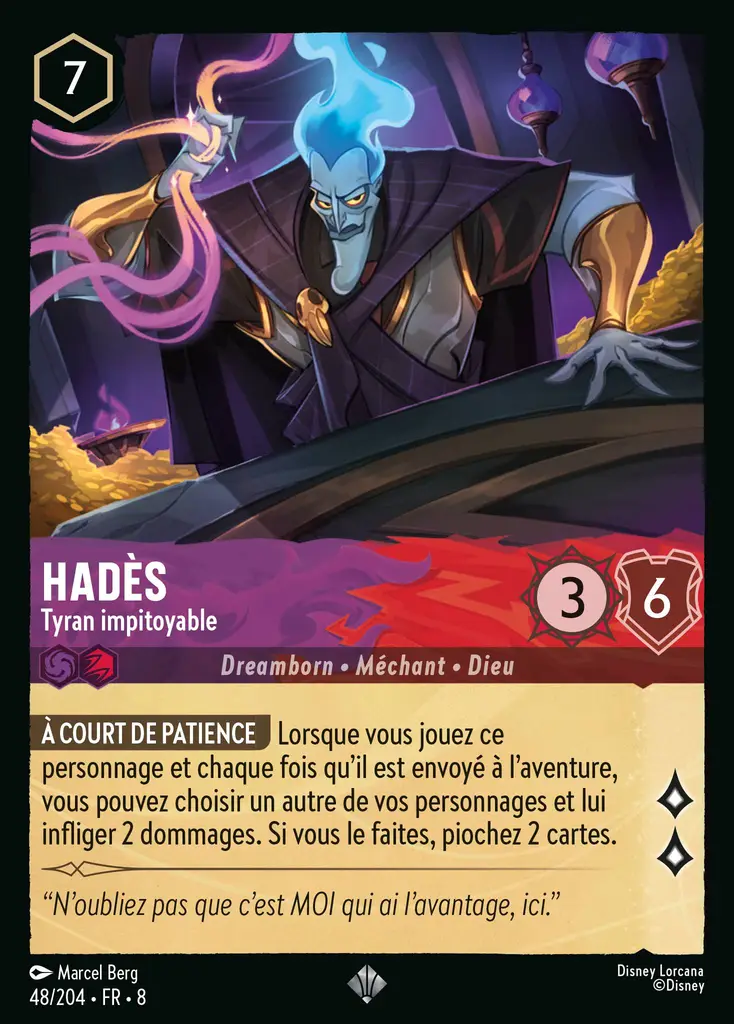 7
HADÈS
Tyran impitoyable
3
6
Dreamborn • Méchant • Dieu
À COURT DE PATIENCE Lorsque vous jouez ce
personnage et chaque fois qu'il est envoyé à l'aventure,
vous pouvez choisir un autre de vos personnages et lui
infliger 2 dommages. Si vous le faites, piochez 2 cartes.
“N'oubliez pas que c'est MOI qui ai l'avantage, ici.”
Marcel Berg
48/204 • FR • 8
Disney Lorcana
©Disney